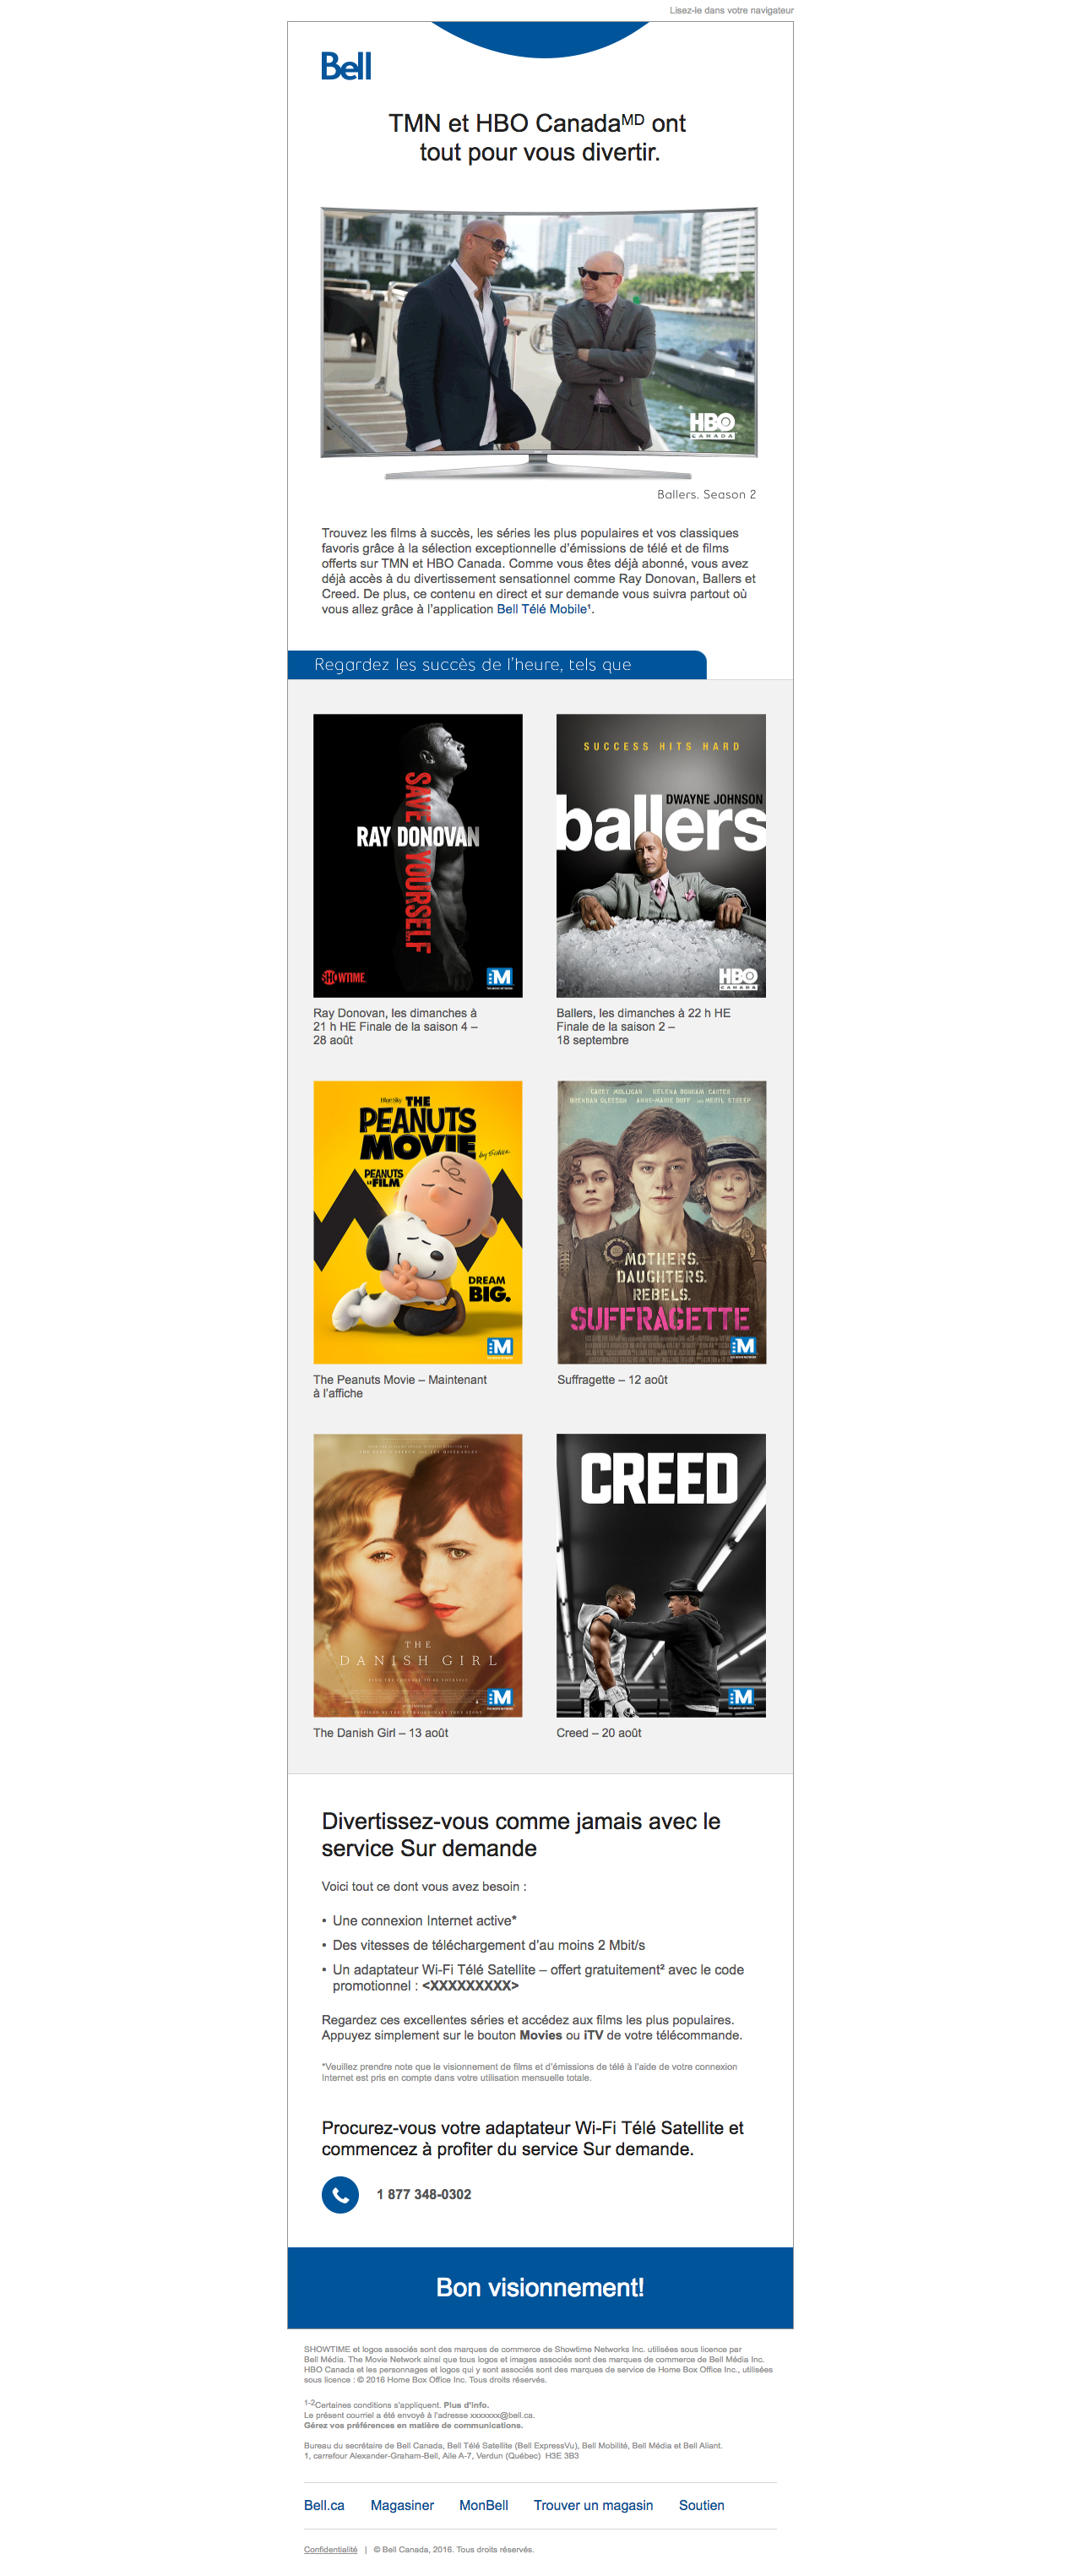 Lisez-le dans votre navigateur
Bell
TMN et HBO Canadaᴹᴰ ont
tout pour vous divertir.
HBO
CANADA
Ballers. Season 2
Trouvez les films à succès, les séries les plus populaires et vos classiques
favoris grâce à la sélection exceptionnelle d'émissions de télé et de films
offerts sur TMN et HBO Canada. Comme vous êtes déjà abonné, vous avez
déjà accès à du divertissement sensationnel comme Ray Donovan, Ballers et
Creed. De plus, ce contenu en direct et sur demande vous suivra partout où
vous allez grâce à l'application Bell Télé Mobile¹.
Regardez les succès de l'heure, tels que
SAVE YOURSELF
RAY DONOVAN
SHOWTIME
M
THE MOVIE NETWORK
SUCCESS HITS HARD
DWAYNE JOHNSON
ballers
HBO
CANADA
Ray Donovan, les dimanches à
21 h HE Finale de la saison 4 –
28 août
Ballers, les dimanches à 22 h HE
Finale de la saison 2 –
18 septembre
BlueSky
THE
PEANUTS
MOVIE
by Schulz
PEANUTS
LE FILM
DREAM
BIG.
M
CAREY MULLIGAN HELENA BONHAM CARTER
BRENDAN GLEESON ANNE-MARIE DUFF AND MERYL STREEP
MOTHERS.
DAUGHTERS.
REBELS.
SUFFRAGETTE
M
The Peanuts Movie – Maintenant
à l'affiche
Suffragette – 12 août
THE
DANISH GIRL
FIND THE COURAGE TO BE YOURSELF
M
CREED
M
The Danish Girl – 13 août
Creed – 20 août
Divertissez-vous comme jamais avec le
service Sur demande
Voici tout ce dont vous avez besoin :
• Une connexion Internet active*
• Des vitesses de téléchargement d'au moins 2 Mbit/s
• Un adaptateur Wi-Fi Télé Satellite – offert gratuitement² avec le code
promotionnel : <XXXXXXXXX>
Regardez ces excellentes séries et accédez aux films les plus populaires.
Appuyez simplement sur le bouton Movies ou iTV de votre télécommande.
*Veuillez prendre note que le visionnement de films et d'émissions de télé à l'aide de votre connexion
Internet est pris en compte dans votre utilisation mensuelle totale.
Procurez-vous votre adaptateur Wi-Fi Télé Satellite et
commencez à profiter du service Sur demande.
1 877 348-0302
Bon visionnement!
SHOWTIME et logos associés sont des marques de commerce de Showtime Networks Inc. utilisées sous licence par
Bell Média. The Movie Network ainsi que tous logos et images associés sont des marques de commerce de Bell Média Inc.
HBO Canada et les personnages et logos qui y sont associés sont des marques de service de Home Box Office Inc., utilisées
sous licence : © 2016 Home Box Office Inc. Tous droits réservés.
¹⁻²Certaines conditions s'appliquent. Plus d'info.
Le présent courriel a été envoyé à l'adresse xxxxxxx@bell.ca.
Gérez vos préférences en matière de communications.
Bureau du secrétaire de Bell Canada, Bell Télé Satellite (Bell ExpressVu), Bell Mobilité, Bell Média et Bell Aliant.
1, carrefour Alexander-Graham-Bell, Aile A-7, Verdun (Québec) H3E 3B3
Bell.ca Magasiner MonBell Trouver un magasin Soutien
Confidentialité | © Bell Canada, 2016. Tous droits réservés.